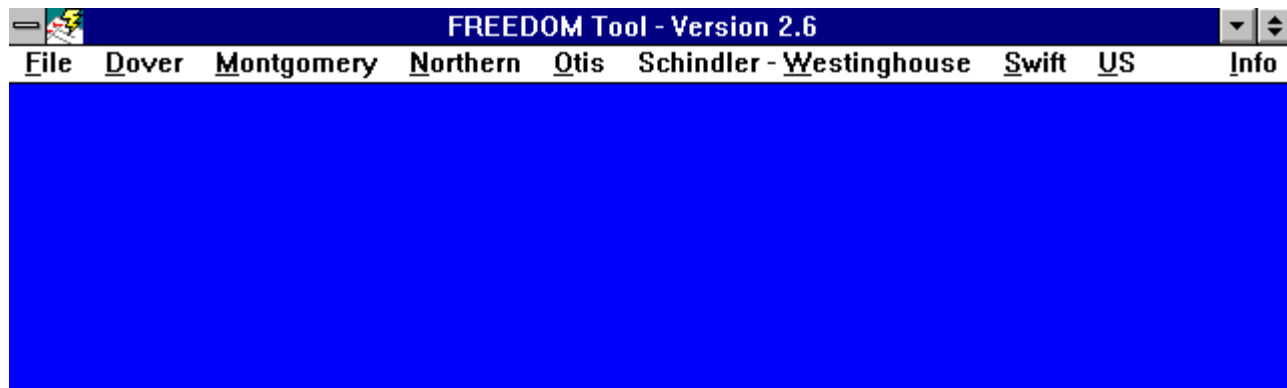 FREEDOM Tool - Version 2.6
File Dover Montgomery Northern Otis Schindler - Westinghouse Swift US Info